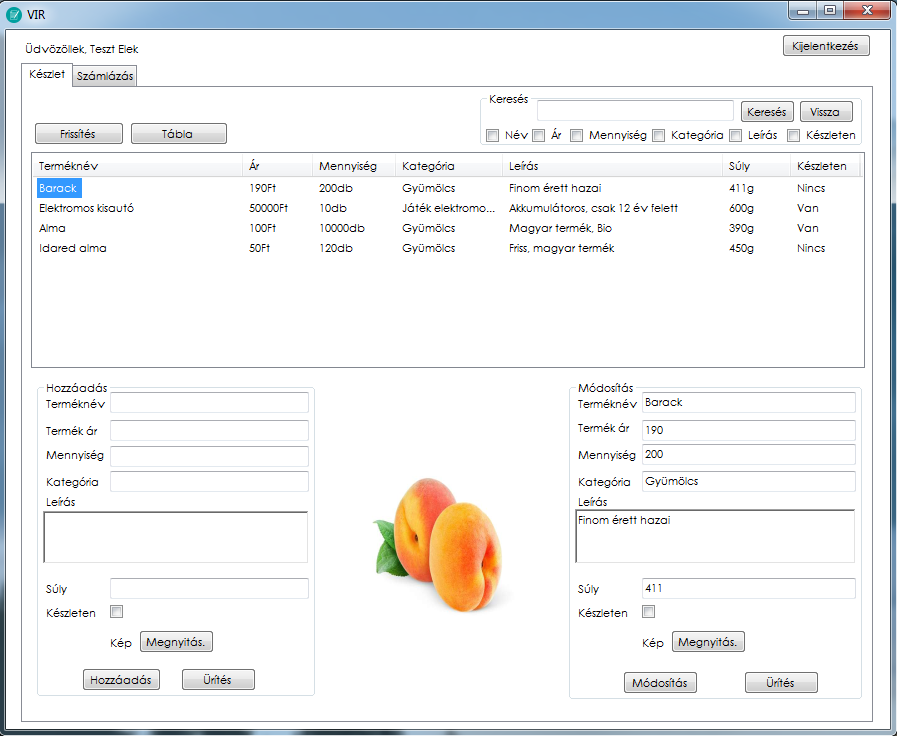 VIR
Üdvözöllek, Teszt Elek
Kijelentkezés
Készlet Számlázás
Keresés
Keresés Vissza
Frissítés Tábla
Név Ár Mennyiség Kategória Leírás Készleten
Terméknév Ár Mennyiség Kategória Leírás Súly Készleten
Barack 190Ft 200db Gyümölcs Finom érett hazai 411g Nincs
Elektromos kisautó 50000Ft 10db Játék elektromo... Akkumulátoros, csak 12 év felett 600g Van
Alma 100Ft 10000db Gyümölcs Magyar termék, Bio 390g Van
Idared alma 50Ft 120db Gyümölcs Friss, magyar termék 450g Nincs
Hozzáadás
Terméknév
Termék ár
Mennyiség
Kategória
Leírás
Súly
Készleten
Kép Megnyitás.
Hozzáadás Ürítés
Módosítás
Terméknév Barack
Termék ár 190
Mennyiség 200
Kategória Gyümölcs
Leírás
Finom érett hazai
Súly 411
Készleten
Kép Megnyitás.
Módosítás Ürítés